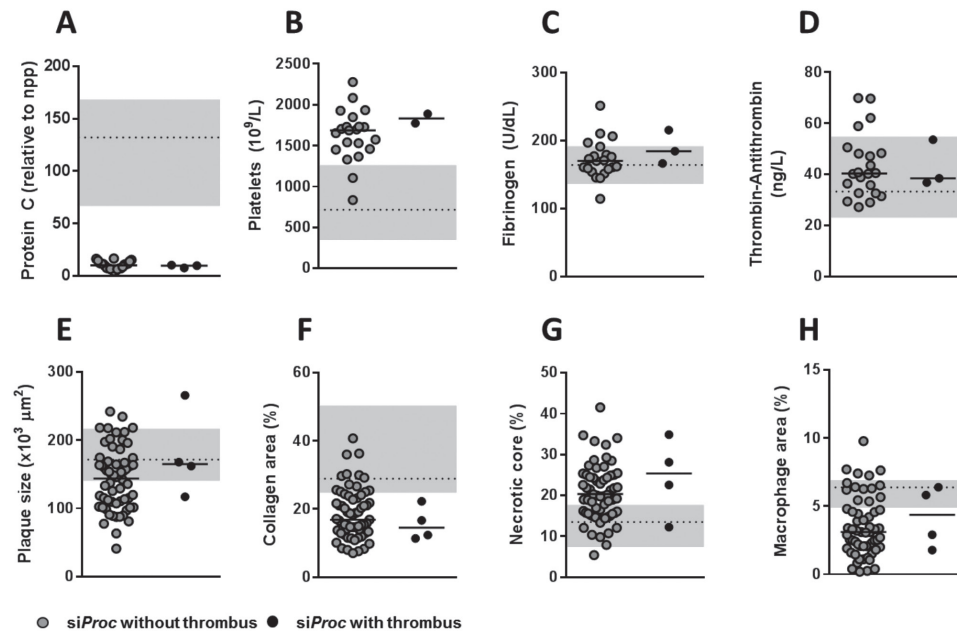 A
Protein C (relative to npp)
200
150
100
50
0
B
Platelets (10⁹/L)
2500
2000
1500
1000
500
0
C
Fibrinogen (U/dL)
300
200
100
0
D
Thrombin-Antithrombin
(ng/L)
80
60
40
20
0
E
Plaque size (x10³ µm²)
300
200
100
0
F
Collagen area (%)
60
40
20
0
G
Necrotic core (%)
50
40
30
20
10
0
H
Macrophage area (%)
15
10
5
0
siProc without thrombus siProc with thrombus